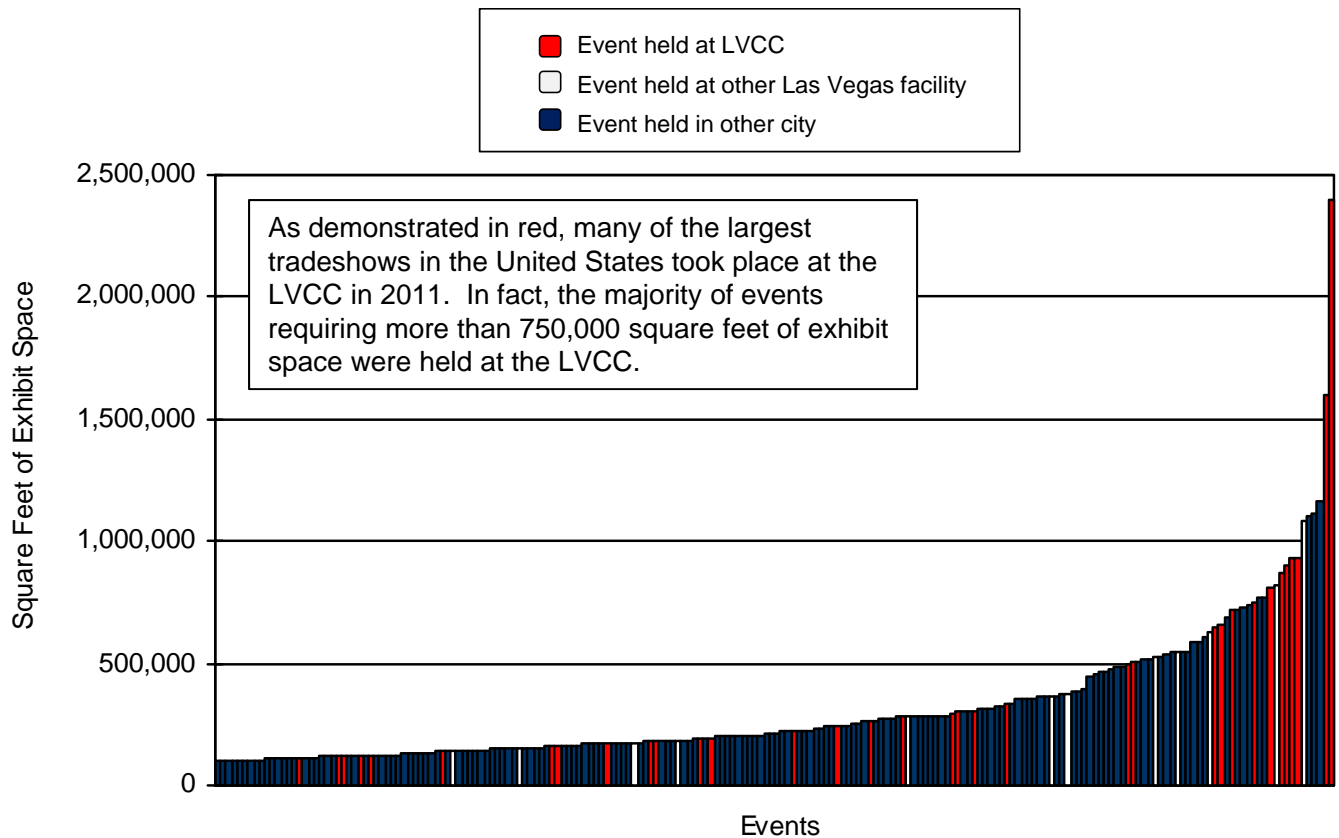 Event held at LVCC
Event held at other Las Vegas facility
Event held in other city
2,500,000
As demonstrated in red, many of the largest
tradeshows in the United States took place at the
LVCC in 2011.  In fact, the majority of events
requiring more than 750,000 square feet of exhibit
space were held at the LVCC.
2,000,000
1,500,000
1,000,000
500,000
0
Square Feet of Exhibit Space
Events